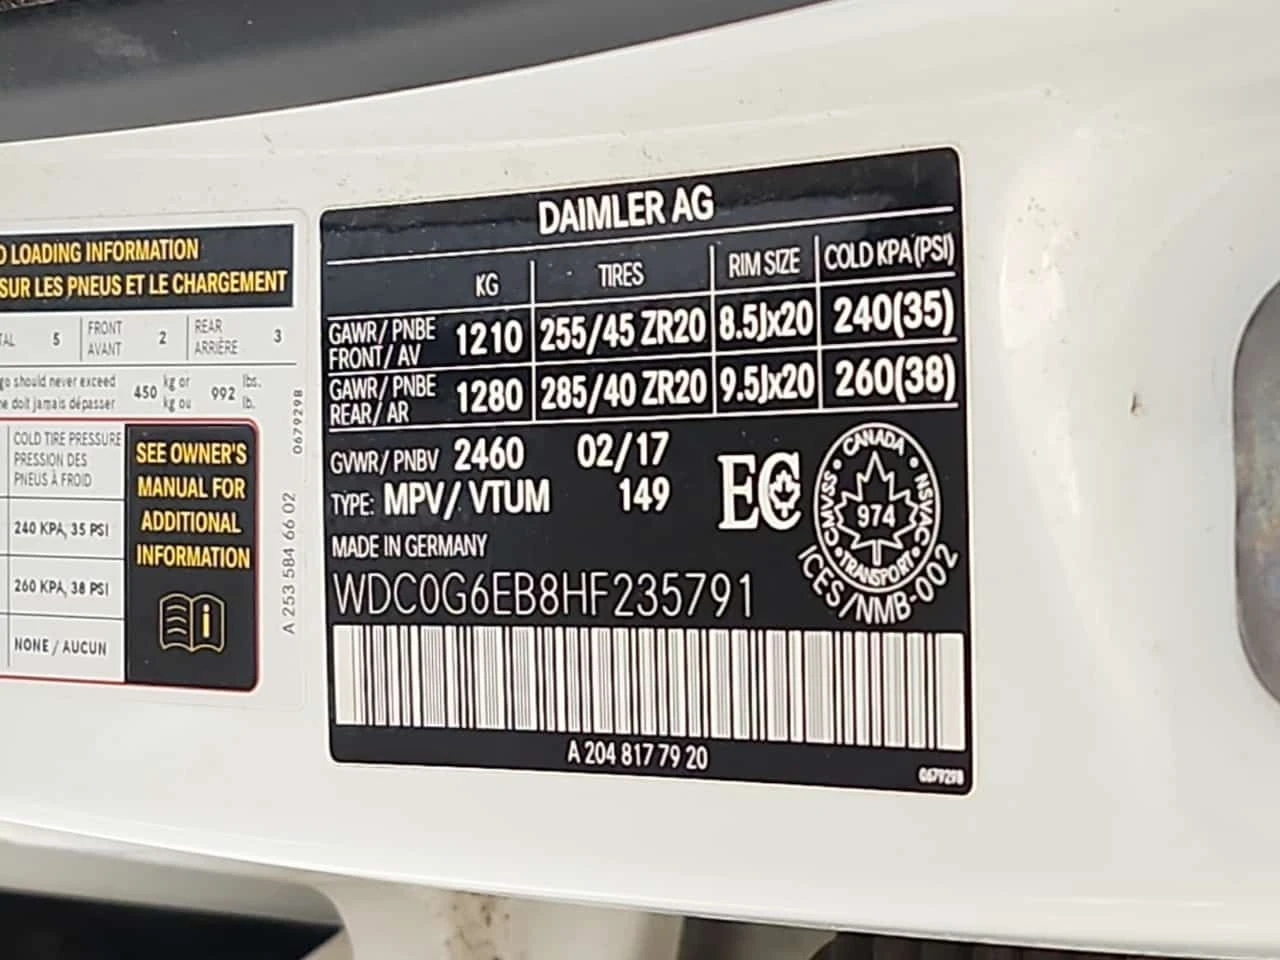 LOADING INFORMATION
SUR LES PNEUS ET LE CHARGEMENT
5 FRONT AVANT 2 REAR ARRIÈRE 3
should never exceed 450 kg or 992 lbs.
doit jamais dépasser kg ou lb.
COLD TIRE PRESSURE
PRESSION DES
PNEUS À FROID
240 KPA, 35 PSI
260 KPA, 38 PSI
NONE / AUCUN
SEE OWNER'S
MANUAL FOR
ADDITIONAL
INFORMATION
i
0679298
A 253 584 66 02
DAIMLER AG
KG TIRES RIM SIZE COLD KPA(PSI)
GAWR/ PNBE FRONT/ AV 1210 255/45 ZR20 8.5Jx20 240(35)
GAWR/ PNBE REAR/ AR 1280 285/40 ZR20 9.5Jx20 260(38)
GVWR/ PNBV 2460 02/17
TYPE: MPV/ VTUM 149
EC
CANADA
CMVSS
NSVAC
974
TRANSPORT
ICES/NMB-002
MADE IN GERMANY
WDC0G6EB8HF235791
A 204 817 79 20
0679298